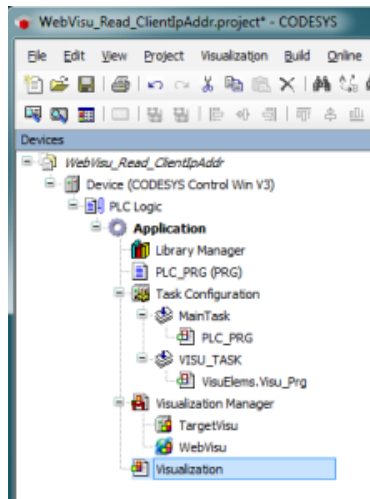 WebVisu_Read_ClientIpAddr.project* - CODESYS
File Edit View Project Visualization Build Online
Devices
WebVisu_Read_ClientIpAddr
Device (CODESYS Control Win V3)
PLC Logic
Application
Library Manager
PLC_PRG (PRG)
Task Configuration
MainTask
PLC_PRG
VISU_TASK
VisuElems.Visu_Prg
Visualization Manager
TargetVisu
WebVisu
Visualization